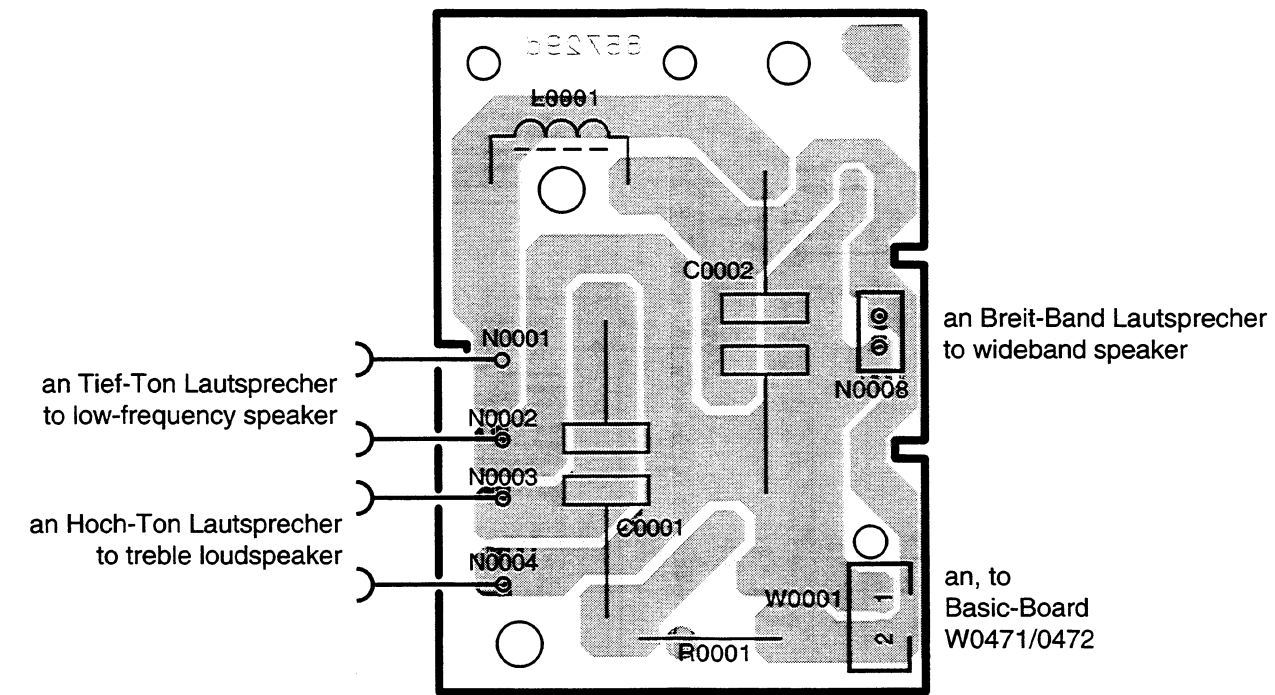 85729d
L0001
C0002
N0001
an Tief-Ton Lautsprecher
to low-frequency speaker
N0002
N0003
an Hoch-Ton Lautsprecher
to treble loudspeaker
N0004
C0001
an Breit-Band Lautsprecher
to wideband speaker
N0008
W0001
1
2
R0001
an, to
Basic-Board
W0471/0472